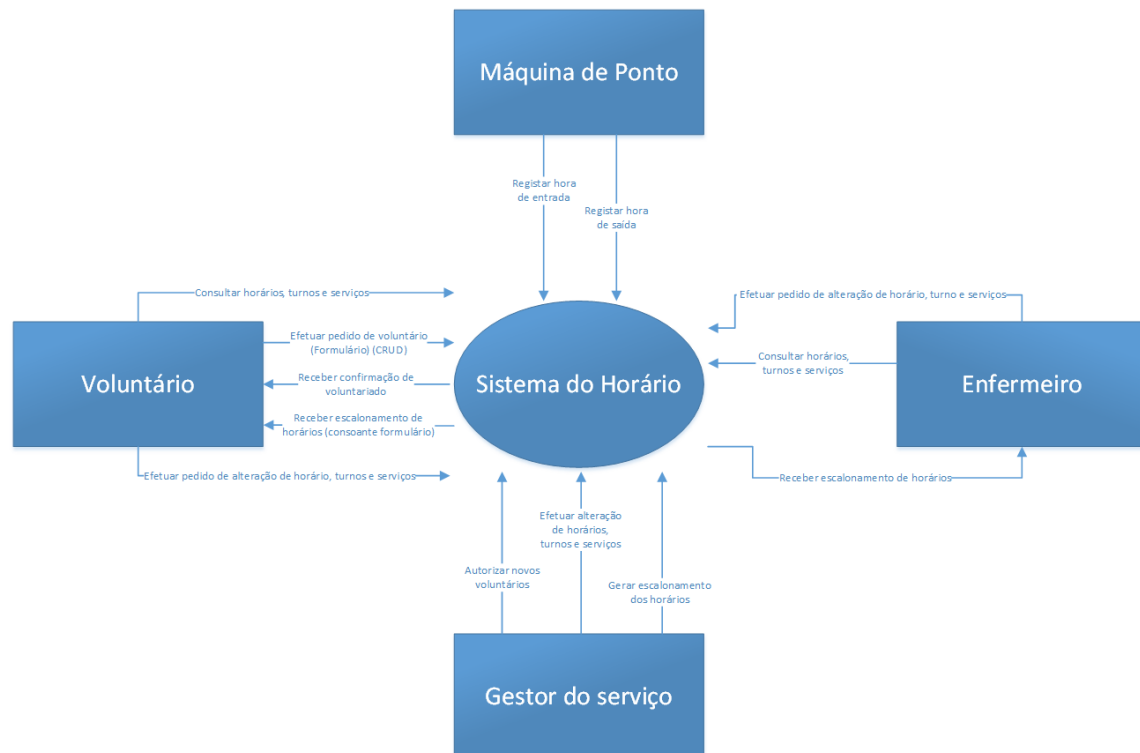 Máquina de Ponto
Registar hora
de entrada
Registar hora
de saída
Consultar horários, turnos e serviços
Efetuar pedido de alteração de horário, turno e serviços
Efetuar pedido de voluntário
(Formulário) (CRUD)
Consultar horários,
turnos e serviços
Voluntário
Receber confirmação de
voluntariado
Sistema do Horário
Enfermeiro
Receber escalonamento de
horários (consoante formulário)
Efetuar pedido de alteração de horário, turnos e serviços
Receber escalonamento de horários
Efetuar alteração
de horários,
turnos e serviços
Autorizar novos
voluntários
Gerar escalonamento
dos horários
Gestor do serviço